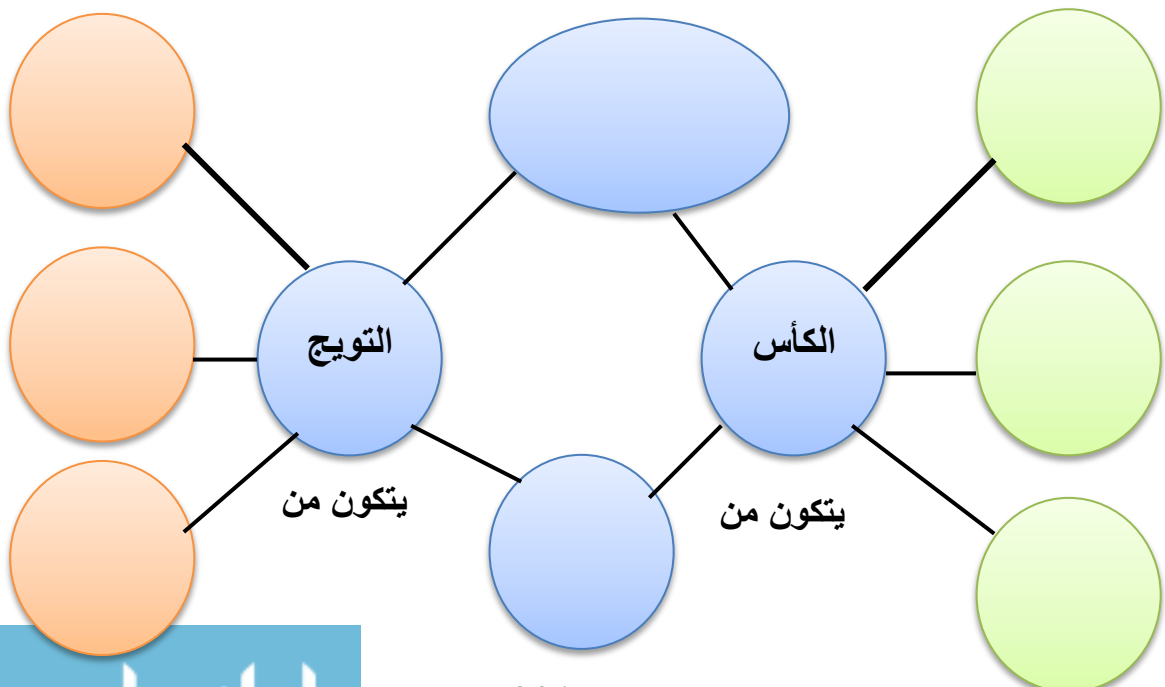 الكأس
التويج
يتكون من
يتكون من